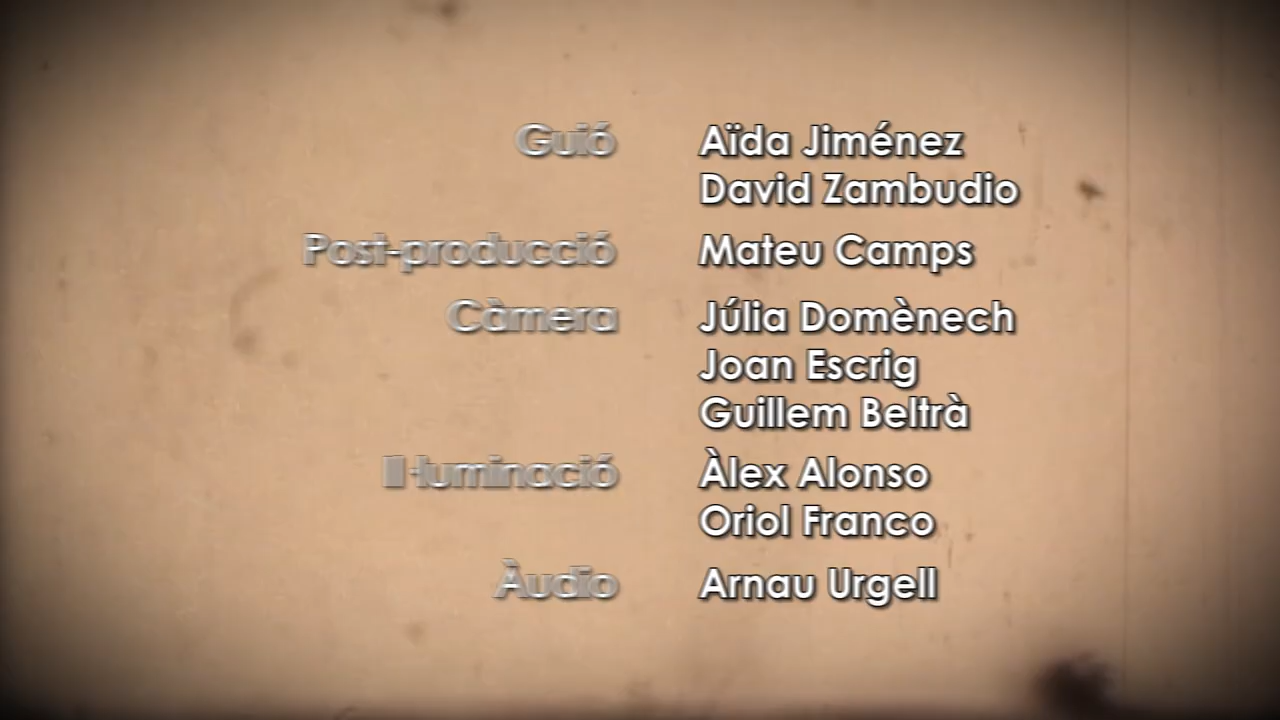 Guió Aïda Jiménez
David Zambudio
Post-producció Mateu Camps
Càmera Júlia Domènech
Joan Escrig
Guillem Beltrà
Il·luminació Àlex Alonso
Oriol Franco
Àudio Arnau Urgell